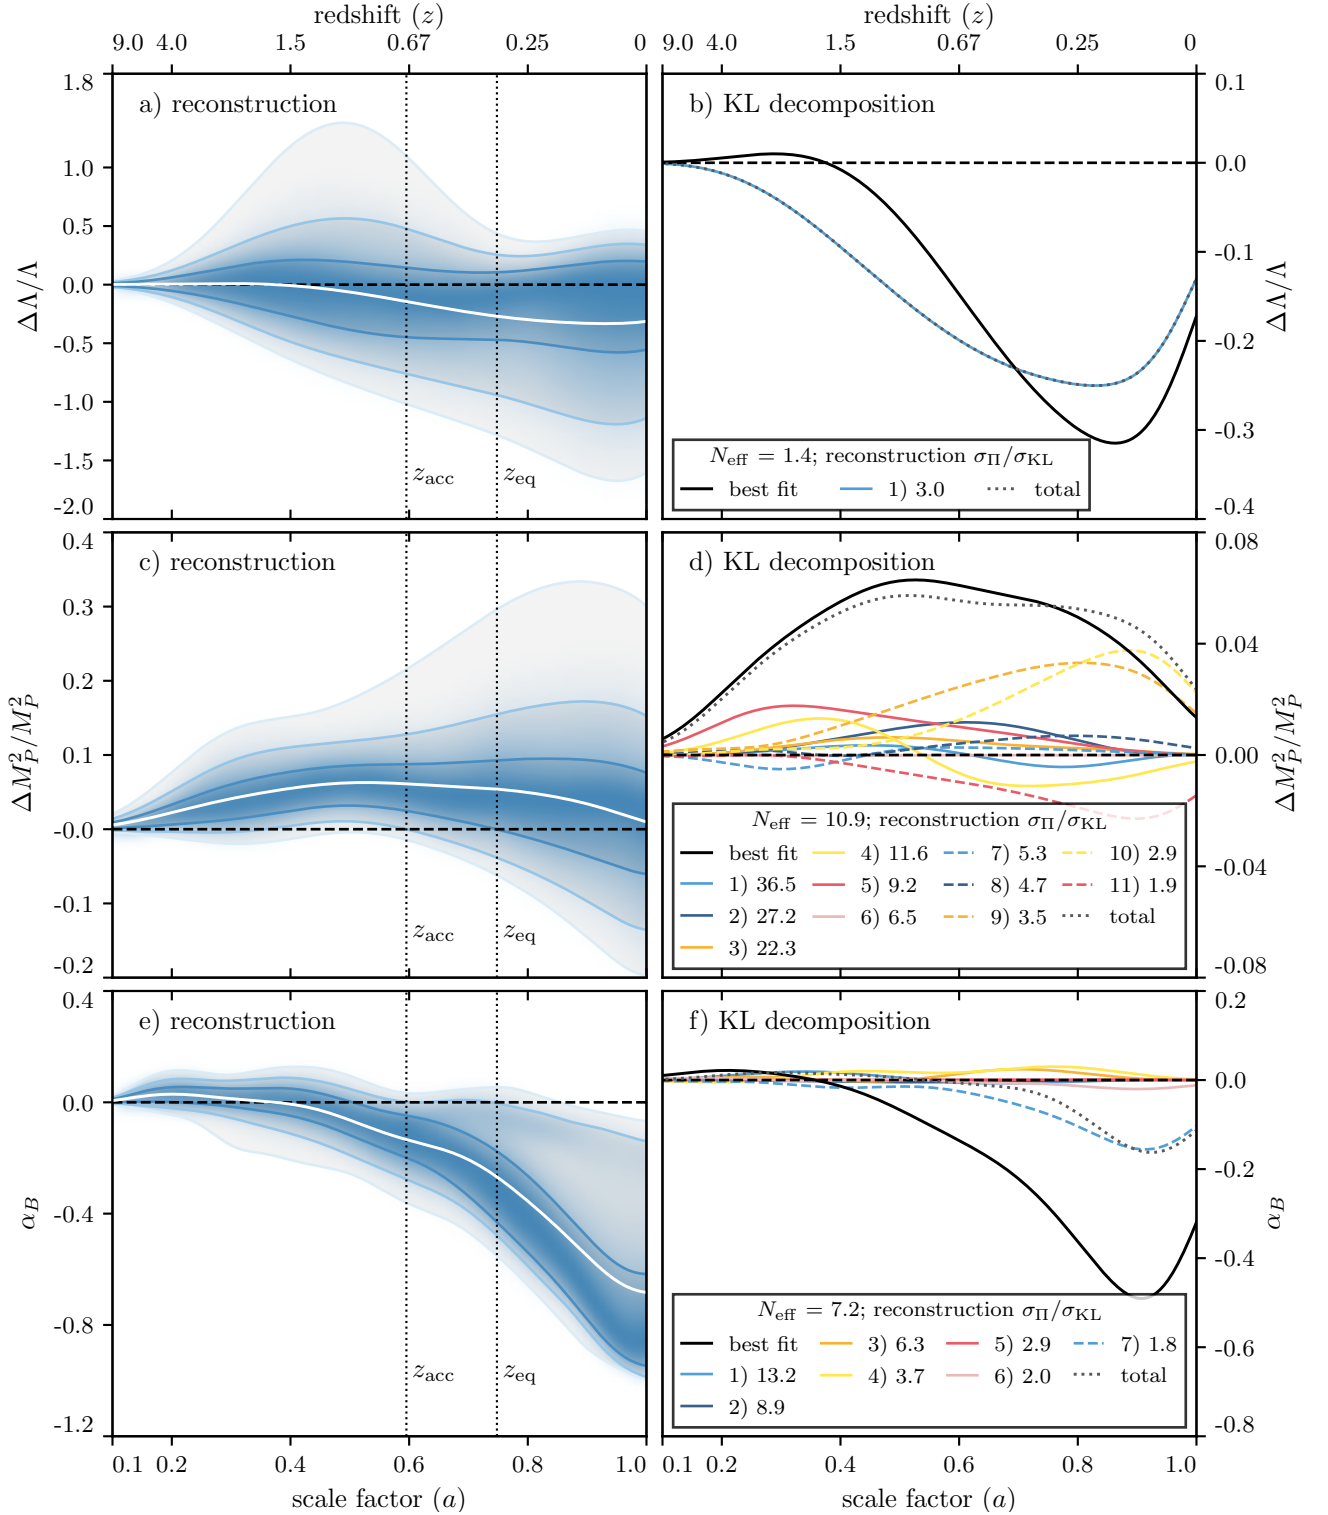 redshift (z) redshift (z)
9.0 4.0 1.5 0.67 0.25 0 9.0 4.0 1.5 0.67 0.25 0
a) reconstruction
1.8
1.0
0.5
0.0
-0.5
-1.0
-1.5
-2.0
ΔΛ/Λ
z_acc z_eq
b) KL decomposition
0.1
0.0
-0.1
-0.2
-0.3
-0.4
ΔΛ/Λ
N_eff = 1.4; reconstruction σ_Π/σ_KL
best fit 1) 3.0 total
c) reconstruction
0.4
0.3
0.2
0.1
-0.0
-0.1
-0.2
ΔM_P^2/M_P^2
z_acc z_eq
d) KL decomposition
0.08
0.04
0.00
-0.04
-0.08
ΔM_P^2/M_P^2
N_eff = 10.9; reconstruction σ_Π/σ_KL
best fit 4) 11.6 7) 5.3 10) 2.9
1) 36.5 5) 9.2 8) 4.7 11) 1.9
2) 27.2 6) 6.5 9) 3.5 total
3) 22.3
e) reconstruction
0.4
0.0
-0.4
-0.8
-1.2
α_B
z_acc z_eq
f) KL decomposition
0.2
0.0
-0.2
-0.4
-0.6
-0.8
α_B
N_eff = 7.2; reconstruction σ_Π/σ_KL
best fit 3) 6.3 5) 2.9 7) 1.8
1) 13.2 4) 3.7 6) 2.0 total
2) 8.9
0.1 0.2 0.4 0.6 0.8 1.0 0.1 0.2 0.4 0.6 0.8 1.0
scale factor (a) scale factor (a)